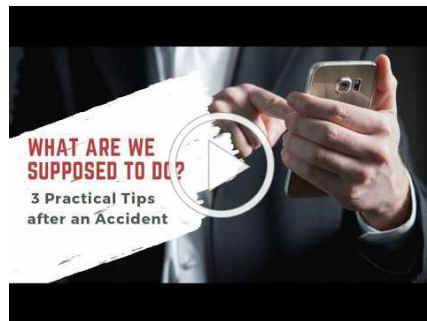 WHAT ARE WE
SUPPOSED TO DO?
3 Practical Tips
after an Accident